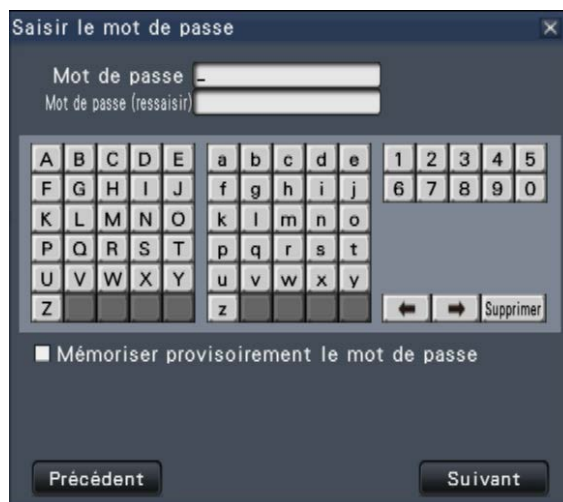 Saisir le mot de passe
Mot de passe _
Mot de passe (ressaisir)
A B C D E a b c d e 1 2 3 4 5
F G H I J f g h i j 6 7 8 9 0
K L M N O k l m n o
P Q R S T p q r s t
U V W X Y u v w x y
Z z ← → Supprimer
Mémoriser provisoirement le mot de passe
Précédent Suivant